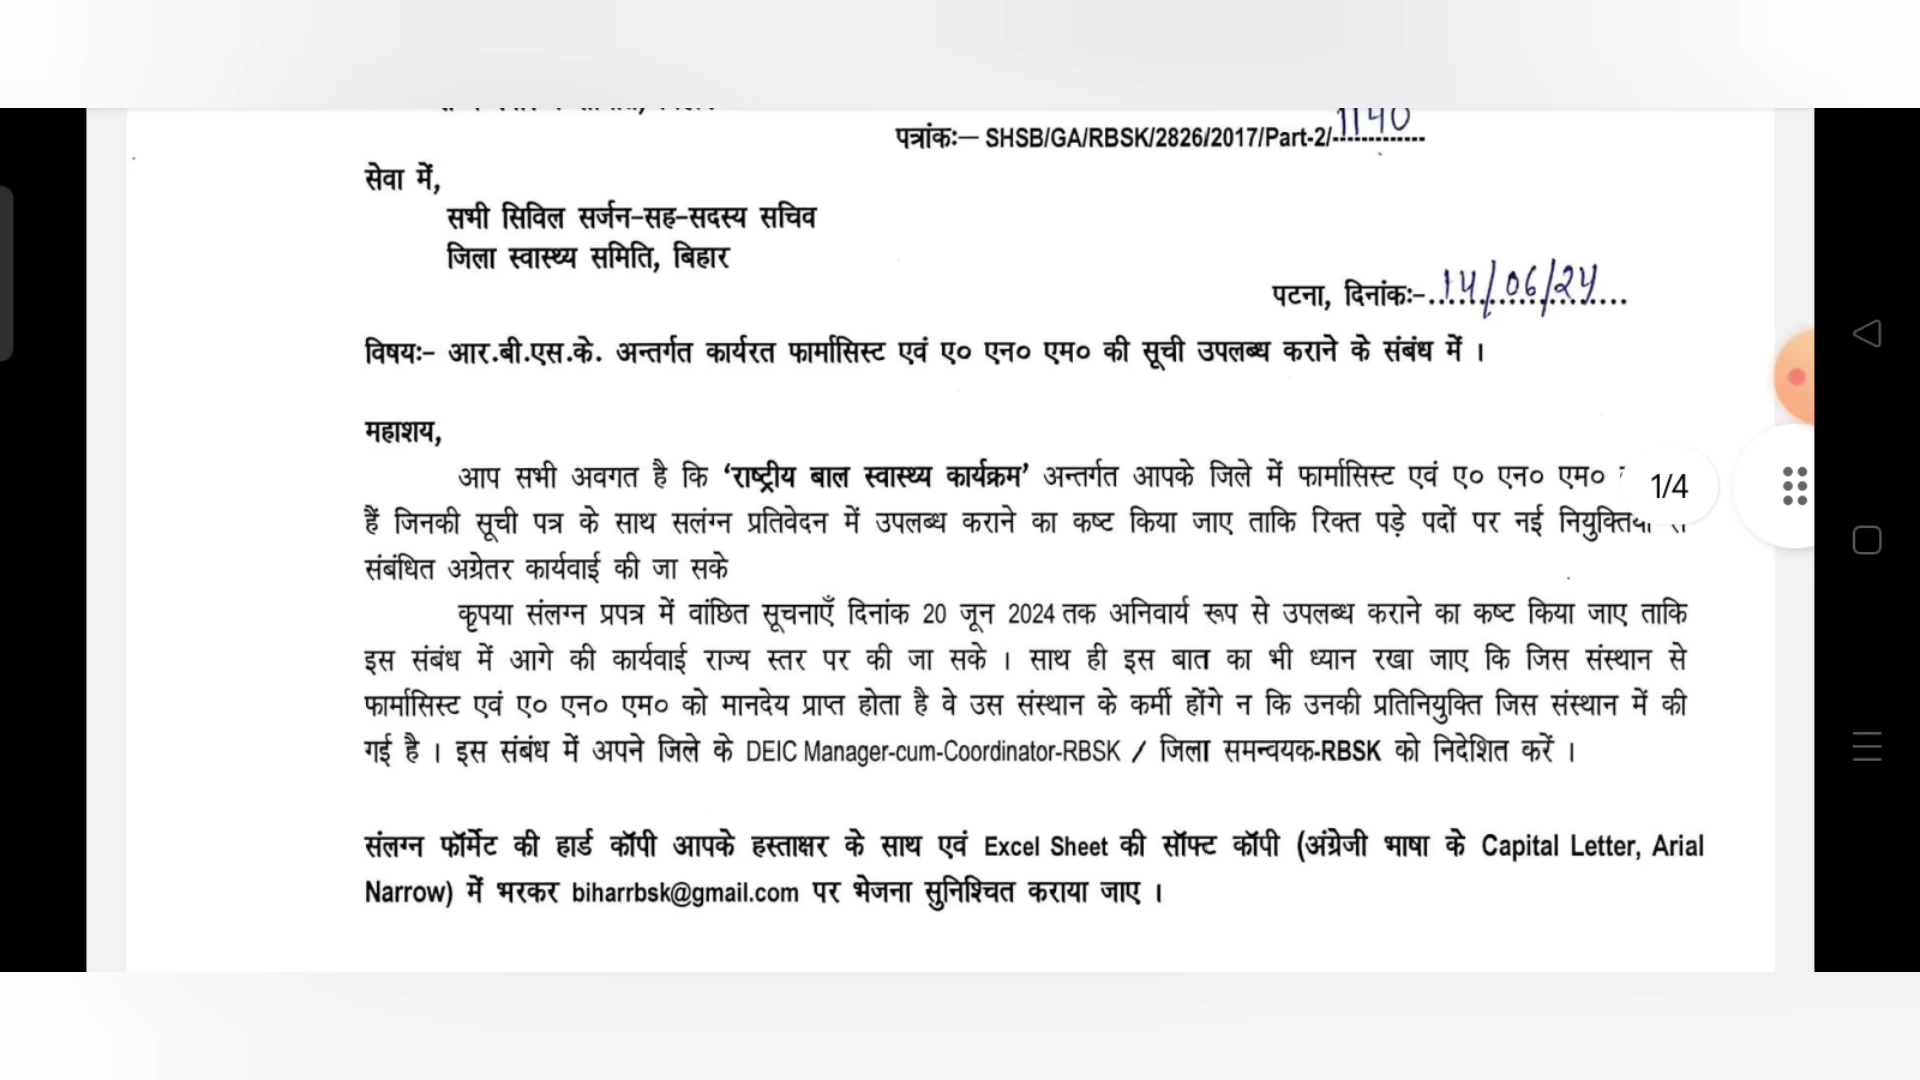 पत्रांकः— SHSB/GA/RBSK/2826/2017/Part-2/1140
सेवा में,
सभी सिविल सर्जन-सह-सदस्य सचिव
जिला स्वास्थ्य समिति, बिहार
पटना, दिनांकः-14/06/24
विषयः- आर.बी.एस.के. अन्तर्गत कार्यरत फार्मासिस्ट एवं ए० एन० एम० की सूची उपलब्ध कराने के संबंध में ।
महाशय,
आप सभी अवगत है कि ‘राष्ट्रीय बाल स्वास्थ्य कार्यक्रम’ अन्तर्गत आपके जिले में फार्मासिस्ट एवं ए० एन० एम०
1/4
हैं जिनकी सूची पत्र के साथ सलंग्न प्रतिवेदन में उपलब्ध कराने का कष्ट किया जाए ताकि रिक्त पड़े पदों पर नई
संबंधित अग्रेतर कार्यवाई की जा सके
कृपया संलग्न प्रपत्र में वांछित सूचनाएँ दिनांक 20 जून 2024 तक अनिवार्य रूप से उपलब्ध कराने का कष्ट किया जाए ताकि
इस संबंध में आगे की कार्यवाई राज्य स्तर पर की जा सके । साथ ही इस बात का भी ध्यान रखा जाए कि जिस संस्थान से
फार्मासिस्ट एवं ए० एन० एम० को मानदेय प्राप्त होता है वे उस संस्थान के कर्मी होंगे न कि उनकी प्रतिनियुक्ति जिस संस्थान में की
गई है । इस संबंध में अपने जिले के DEIC Manager-cum-Coordinator-RBSK / जिला समन्वयक-RBSK को निदेशित करें ।
संलग्न फॉर्मेट की हार्ड कॉपी आपके हस्ताक्षर के साथ एवं Excel Sheet की सॉफ्ट कॉपी (अंग्रेजी भाषा के Capital Letter, Arial
Narrow) में भरकर biharrbsk@gmail.com पर भेजना सुनिश्चित कराया जाए ।